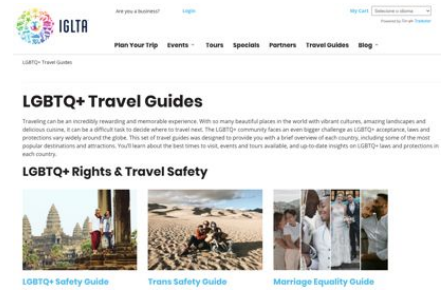 IGLTA
Are you a business? Login My Cart Selecciona o idioma
Powered by Google Translate
Plan Your Trip Events Tours Specials Partners Travel Guides Blog
LGBTQ+ Travel Guides
LGBTQ+ Travel Guides
Traveling can be an incredibly rewarding and memorable experience. With so many beautiful places in the world with vibrant cultures, amazing landscapes and
delicious cuisine, it can be a difficult task to decide where to travel next. The LGBTQ+ community faces an even bigger challenge as LGBTQ+ acceptance, laws and
protections vary widely around the globe. This set of travel guides was designed to provide you with a brief overview of each country, including some of the most
popular destinations and attractions. You'll learn about the best times to visit, events and tours available, and up-to-date insights on LGBTQ+ laws and protections in
each country.
LGBTQ+ Rights & Travel Safety
LGBTQ+ Safety Guide Trans Safety Guide Marriage Equality Guide